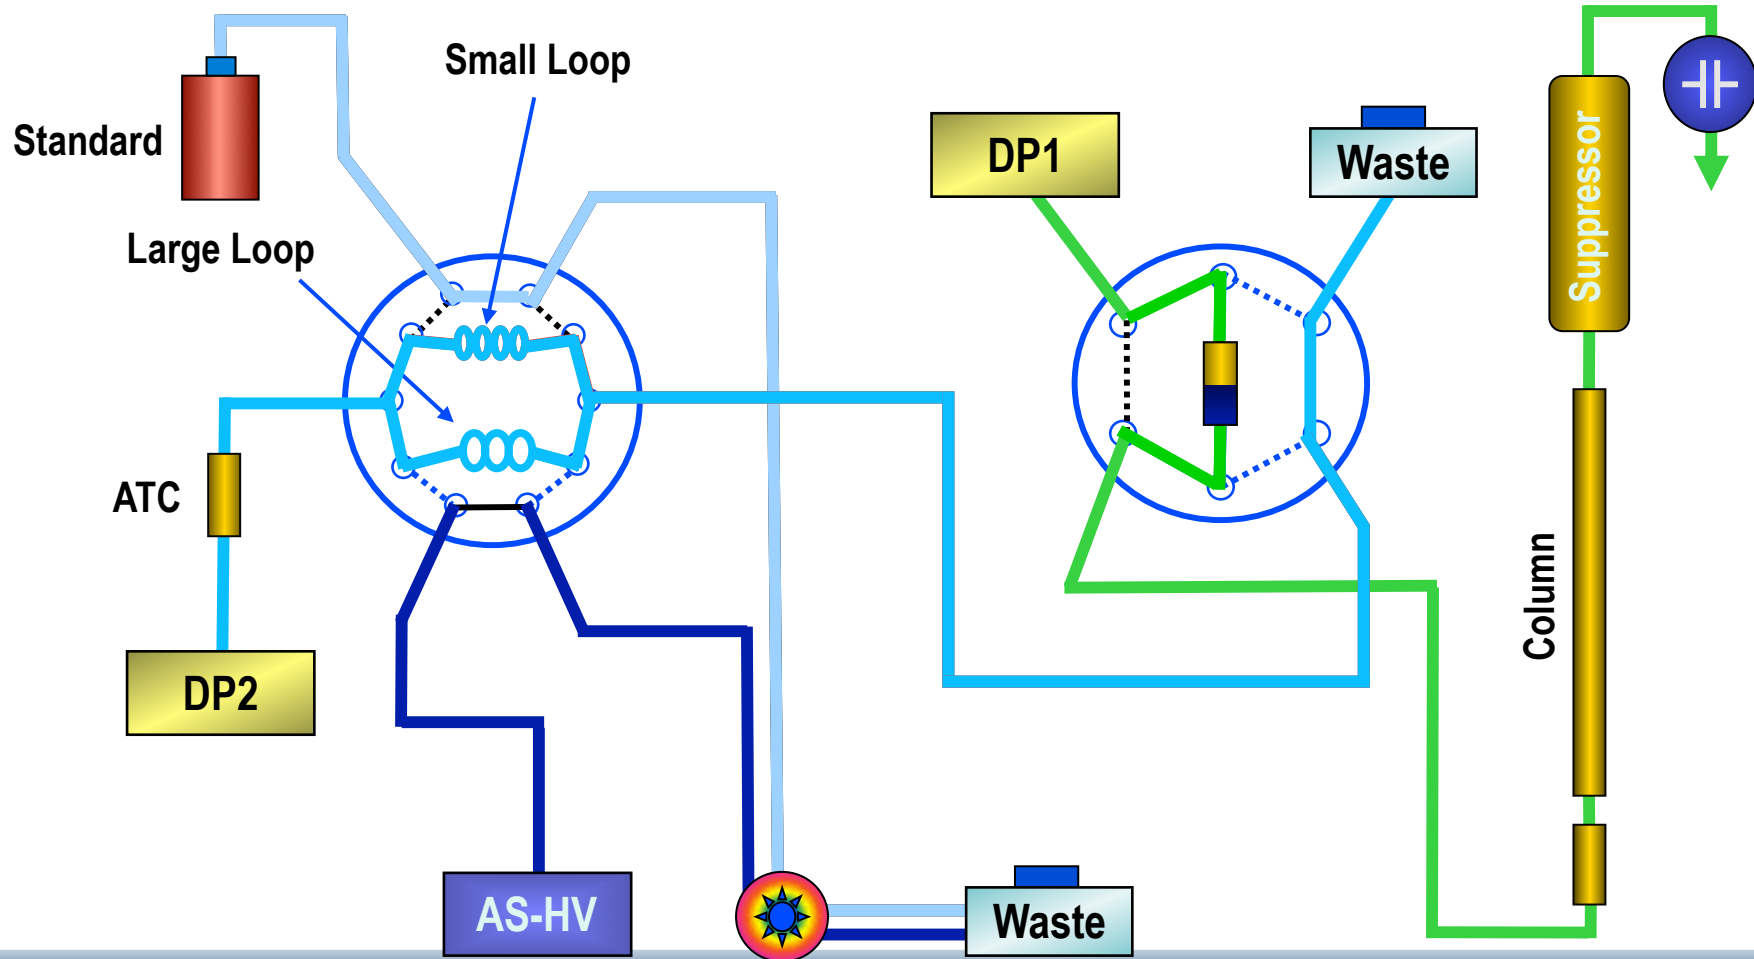 Small Loop
Standard
DP1
Waste
Suppressor
Large Loop
ATC
Column
DP2
AS-HV
Waste